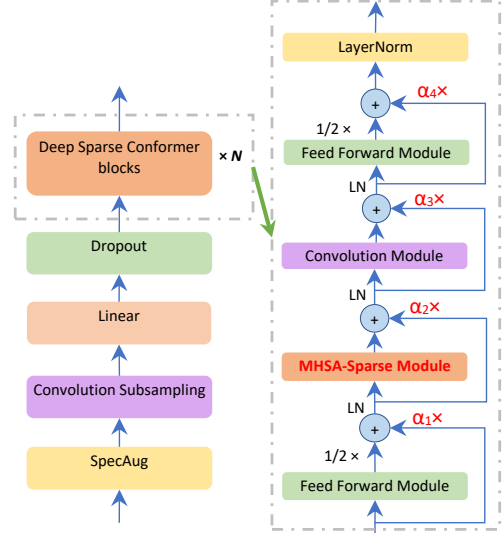 Deep Sparse Conformer
blocks
× N
Dropout
Linear
Convolution Subsampling
SpecAug
LayerNorm
α4×
+
1/2 ×
Feed Forward Module
LN
α3×
+
Convolution Module
LN
α2×
+
MHSA-Sparse Module
LN
α1×
+
1/2 ×
Feed Forward Module